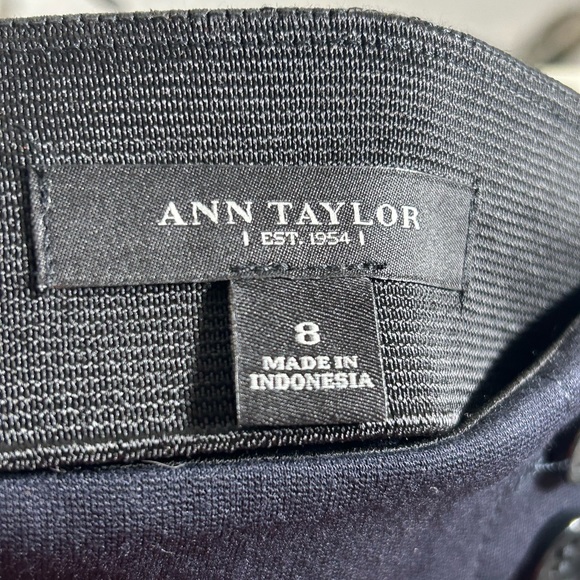 ANN TAYLOR
| EST. 1954 |
8
MADE IN
INDONESIA